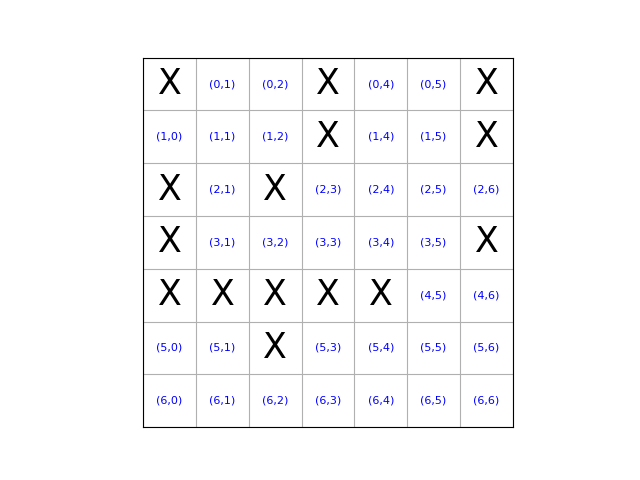 X (0,1) (0,2) X (0,4) (0,5) X
(1,0) (1,1) (1,2) X (1,4) (1,5) X
X (2,1) X (2,3) (2,4) (2,5) (2,6)
X (3,1) (3,2) (3,3) (3,4) (3,5) X
X X X X X (4,5) (4,6)
(5,0) (5,1) X (5,3) (5,4) (5,5) (5,6)
(6,0) (6,1) (6,2) (6,3) (6,4) (6,5) (6,6)